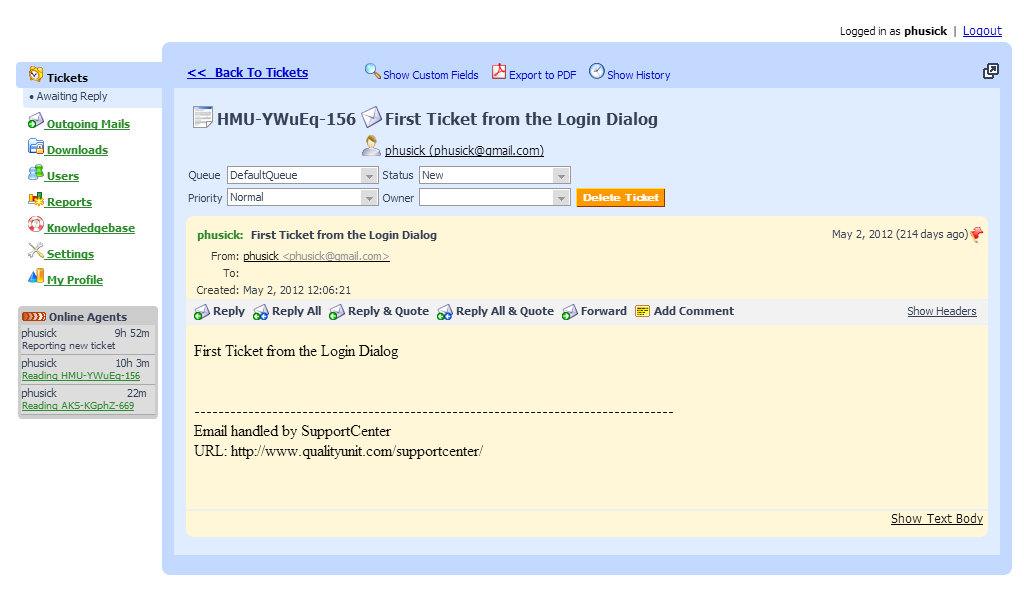 Logged in as phusick | Logout
Tickets
• Awaiting Reply
Outgoing Mails
Downloads
Users
Reports
Knowledgebase
Settings
My Profile
Online Agents
phusick 9h 52m
Reporting new ticket
phusick 10h 3m
Reading HMU-YWuEq-156
phusick 22m
Reading AKS-KGphZ-669
<< Back To Tickets Show Custom Fields Export to PDF Show History
HMU-YWuEq-156 First Ticket from the Login Dialog
phusick (phusick@gmail.com)
Queue DefaultQueue Status New
Priority Normal Owner Delete Ticket
phusick: First Ticket from the Login Dialog May 2, 2012 (214 days ago)
From: phusick <phusick@gmail.com>
To:
Created: May 2, 2012 12:06:21
Reply Reply All Reply & Quote Reply All & Quote Forward Add Comment Show Headers
First Ticket from the Login Dialog
--------------------------------------------------------------------------------
Email handled by SupportCenter
URL: http://www.qualityunit.com/supportcenter/
Show Text Body